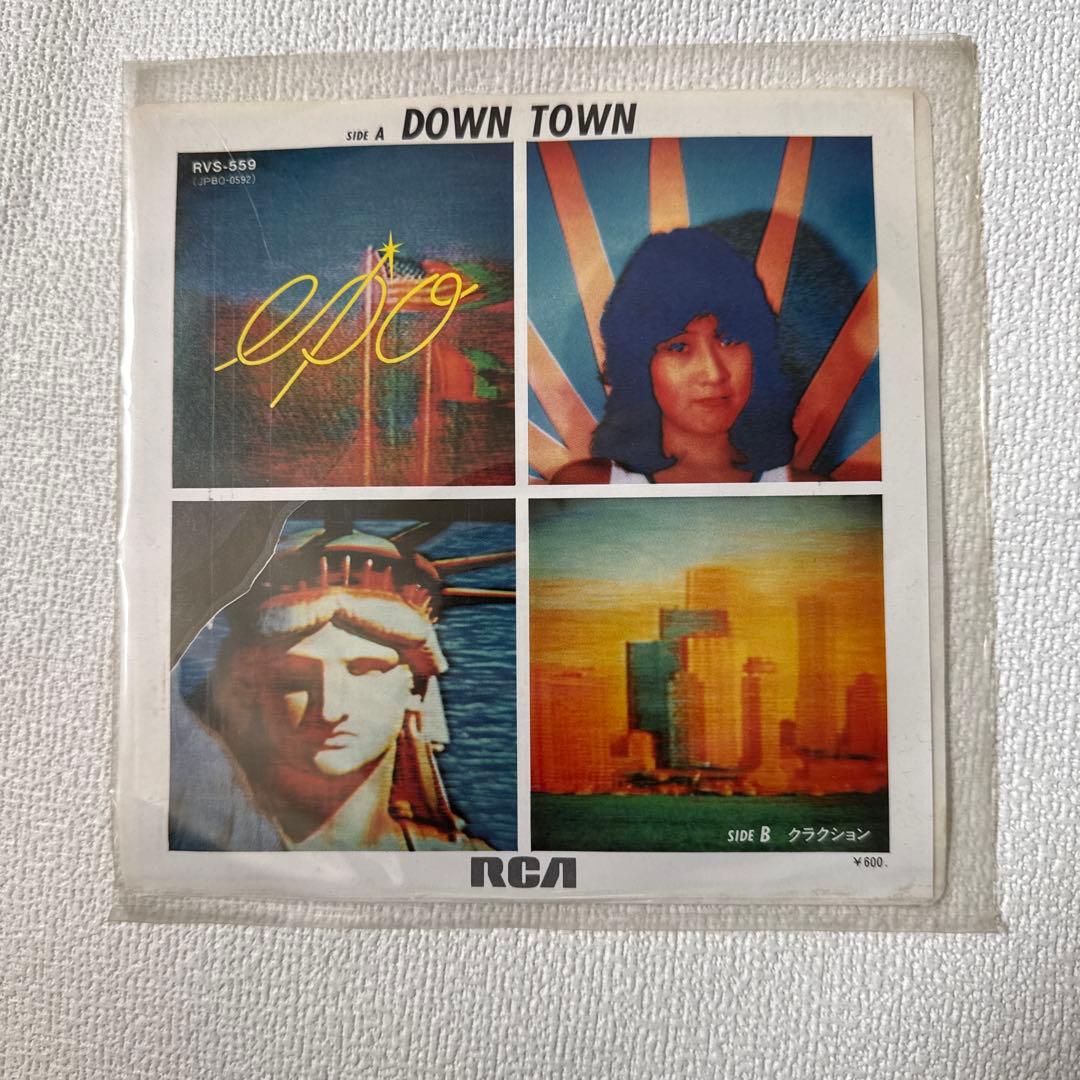 SIDE A DOWN TOWN
RVS-559
(JPBO-0592)
epo
SIDE B クラクション
¥600.
RCA